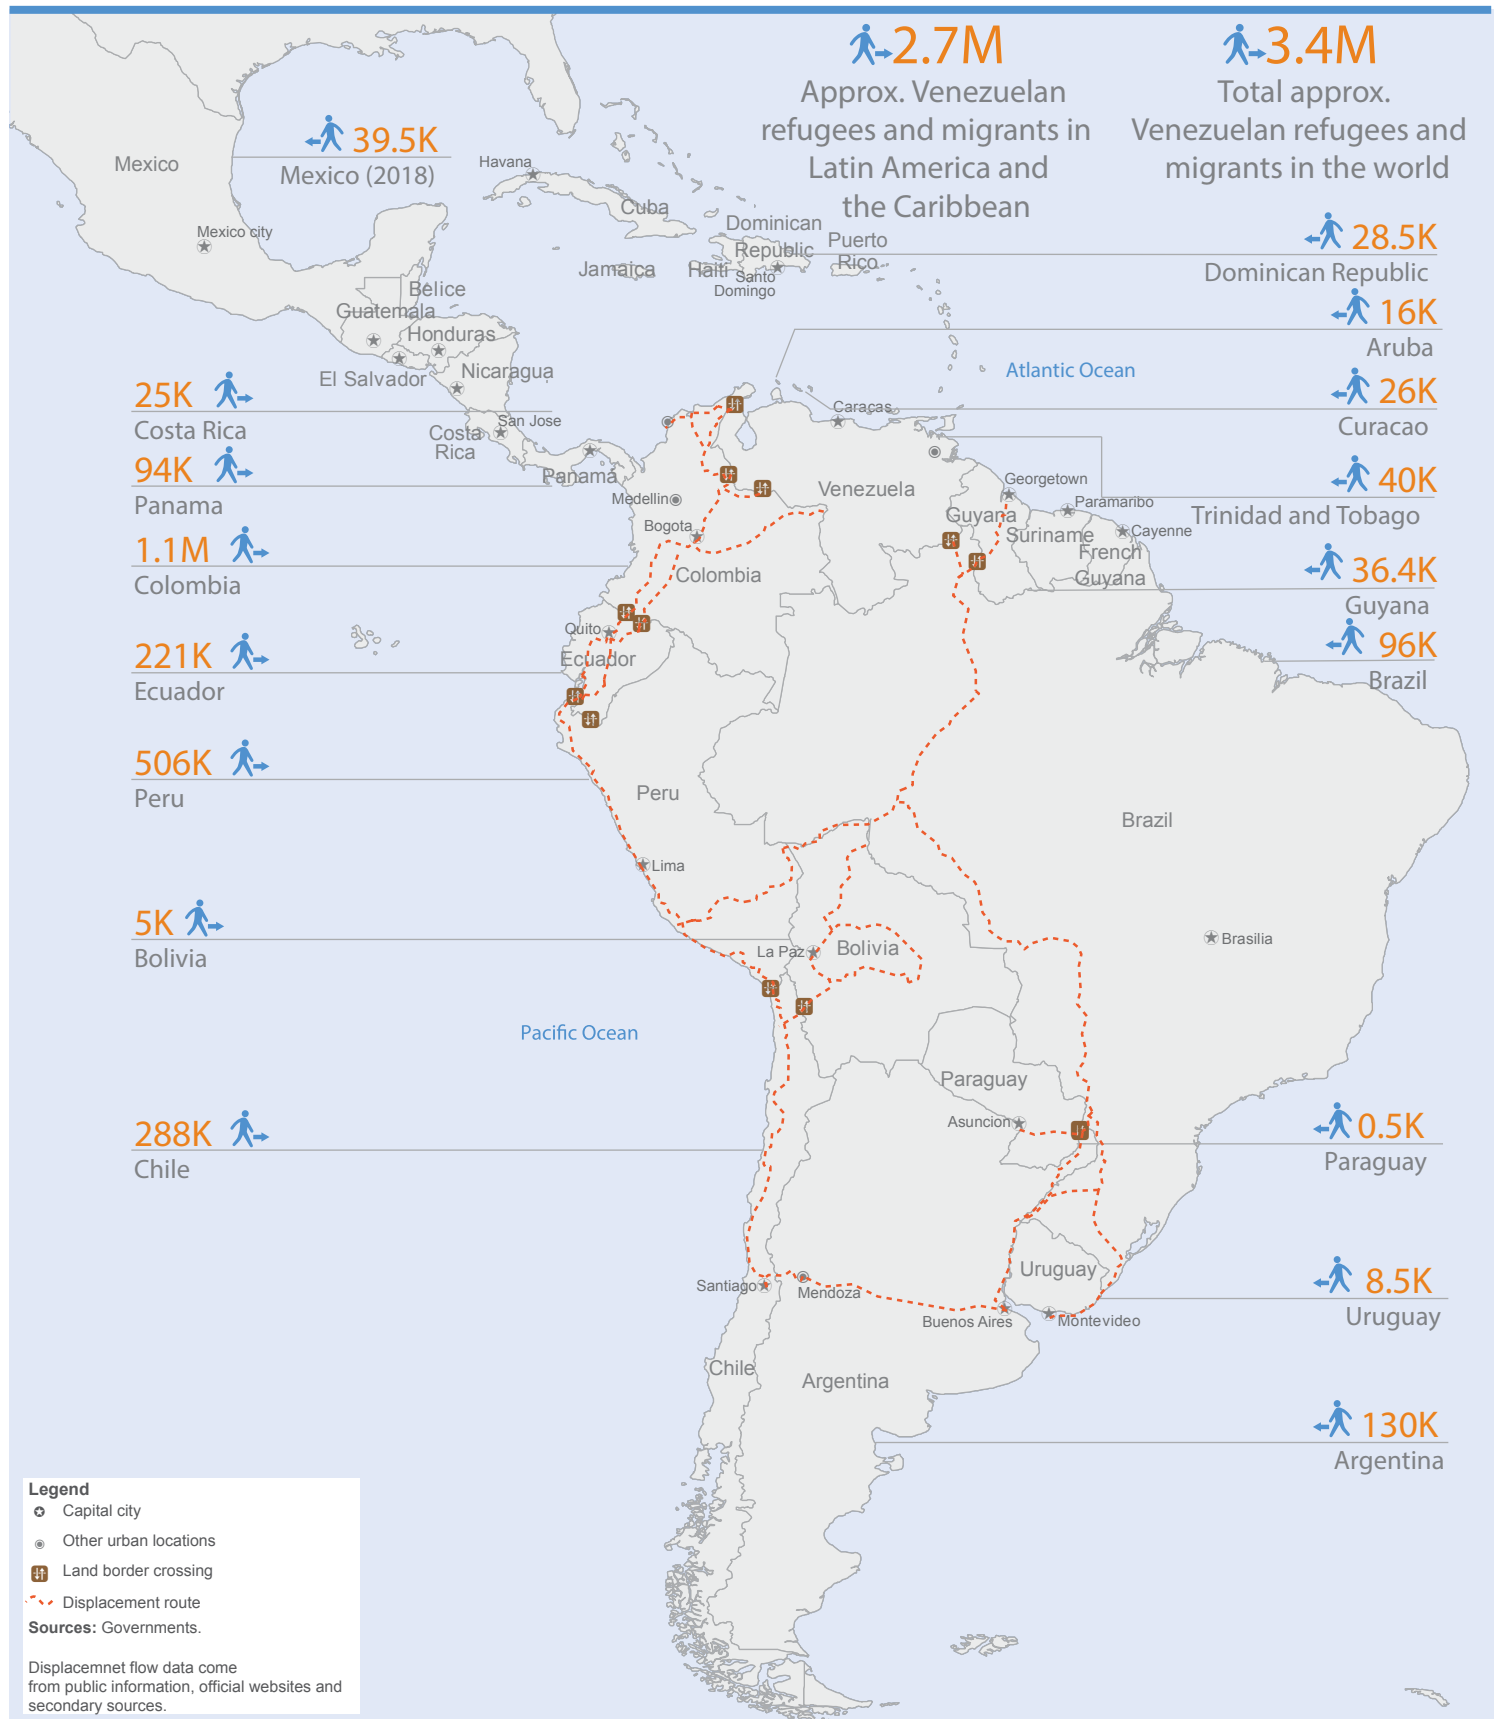 2.7M
Approx. Venezuelan
refugees and migrants in
Latin America and
the Caribbean
3.4M
Total approx.
Venezuelan refugees and
migrants in the world
39.5K
Mexico (2018)
28.5K
Dominican Republic
16K
Aruba
26K
Curacao
40K
Trinidad and Tobago
36.4K
Guyana
96K
Brazil
25K
Costa Rica
94K
Panama
1.1M
Colombia
221K
Ecuador
506K
Peru
5K
Bolivia
288K
Chile
0.5K
Paraguay
8.5K
Uruguay
130K
Argentina
Mexico
Mexico city
Havana
Cuba
Dominican
Republic
Puerto
Rico
Jamaica
Haiti
Santo
Domingo
Belice
Guatemala
Honduras
El Salvador
Nicaragua
Costa
Rica
San Jose
Panamá
Atlantic Ocean
Caracas
Venezuela
Georgetown
Guyana
Paramaribo
Suriname
Cayenne
French
Guyana
Medellin
Bogota
Colombia
Quito
Ecuador
Peru
Lima
Brazil
Brasilia
La Paz
Bolivia
Pacific Ocean
Paraguay
Asuncion
Uruguay
Montevideo
Buenos Aires
Santiago
Mendoza
Chile
Argentina
Legend
Capital city
Other urban locations
Land border crossing
Displacement route
Sources: Governments.
Displacemnet flow data come
from public information, official websites and
secondary sources.